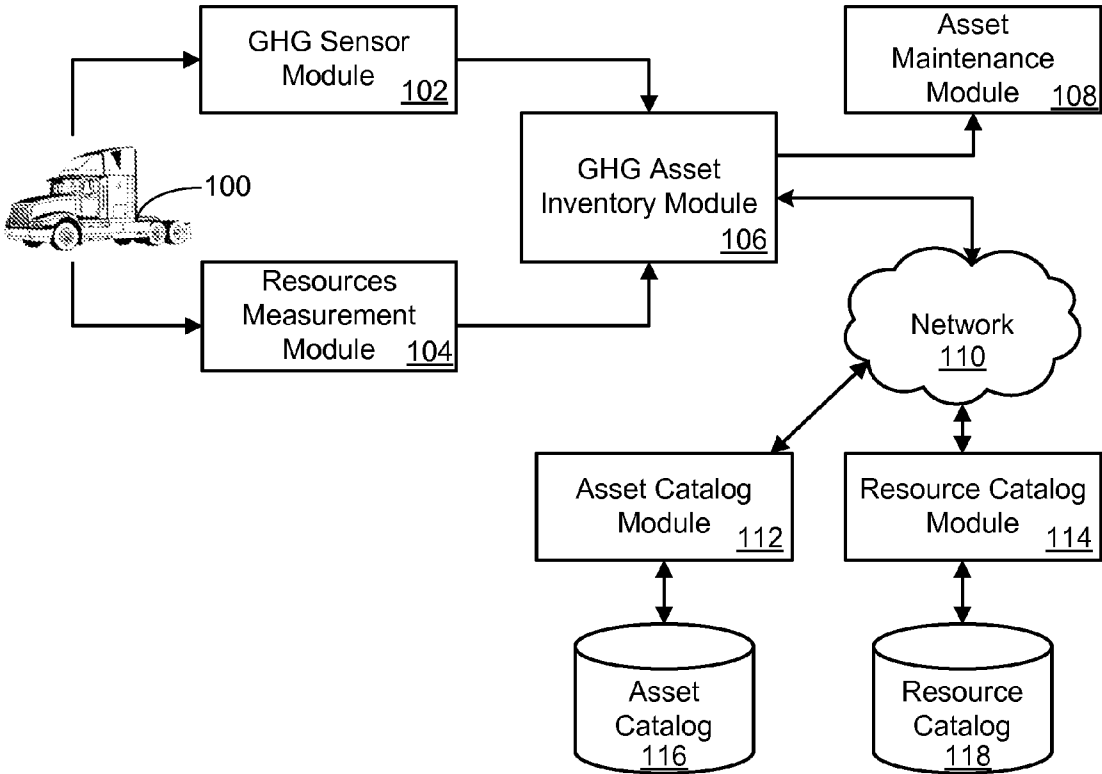 GHG Sensor
Module
102
Asset
Maintenance
Module
108
100
GHG Asset
Inventory Module
106
Resources
Measurement
Module
104
Network
110
Asset Catalog
Module
112
Resource Catalog
Module
114
Asset
Catalog
116
Resource
Catalog
118